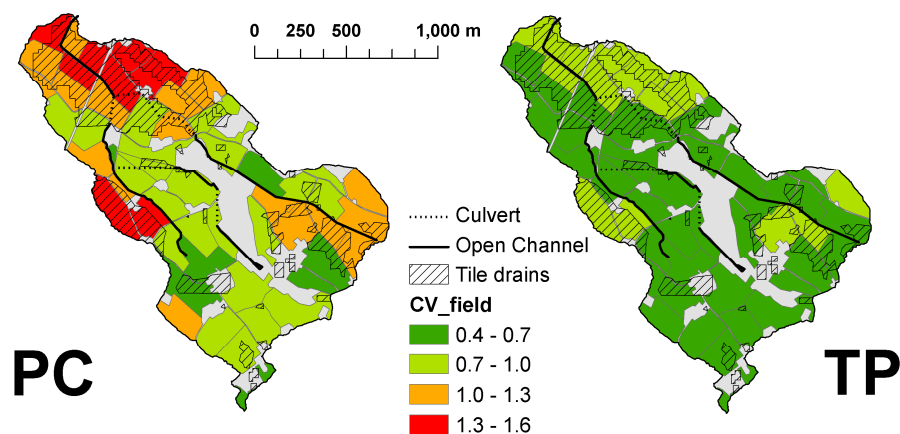 0 250 500 1,000 m
Culvert
Open Channel
Tile drains
CV_field
0.4 - 0.7
0.7 - 1.0
1.0 - 1.3
1.3 - 1.6
PC
TP